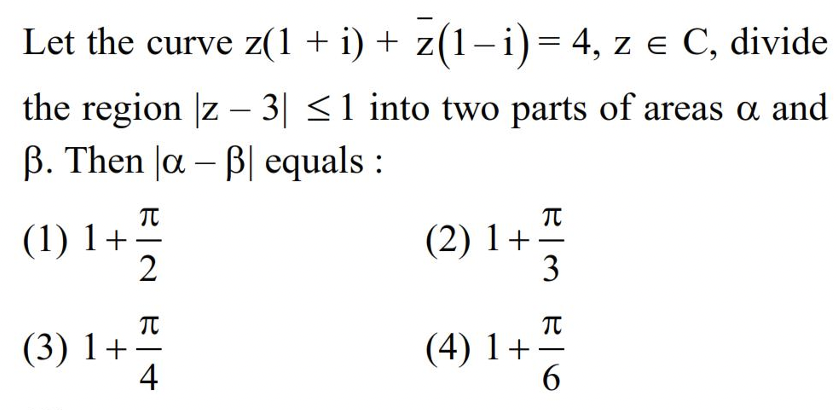 Let the curve z(1 + i) + z̅(1 – i) = 4, z ∈ C, divide
the region |z – 3| ≤ 1 into two parts of areas α and
β. Then |α – β| equals :
(1) 1 + π/2 (2) 1 + π/3
(3) 1 + π/4 (4) 1 + π/6